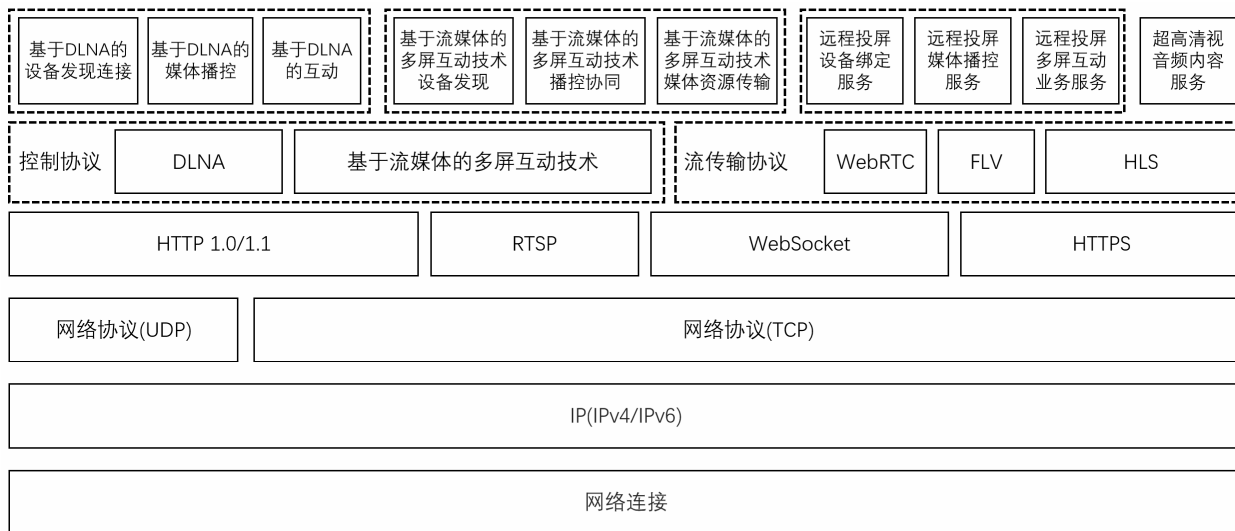 基于DLNA的
设备发现连接
基于DLNA的
媒体播控
基于DLNA
的互动
基于流媒体的
多屏互动技术
设备发现
基于流媒体的
多屏互动技术
播控协同
基于流媒体的
多屏互动技术
媒体资源传输
远程投屏
设备绑定
服务
远程投屏
媒体播控
服务
远程投屏
多屏互动
业务服务
超高清视
音频内容
服务
控制协议
DLNA
基于流媒体的多屏互动技术
流传输协议
WebRTC
FLV
HLS
HTTP 1.0/1.1
RTSP
WebSocket
HTTPS
网络协议(UDP)
网络协议(TCP)
IP(IPv4/IPv6)
网络连接